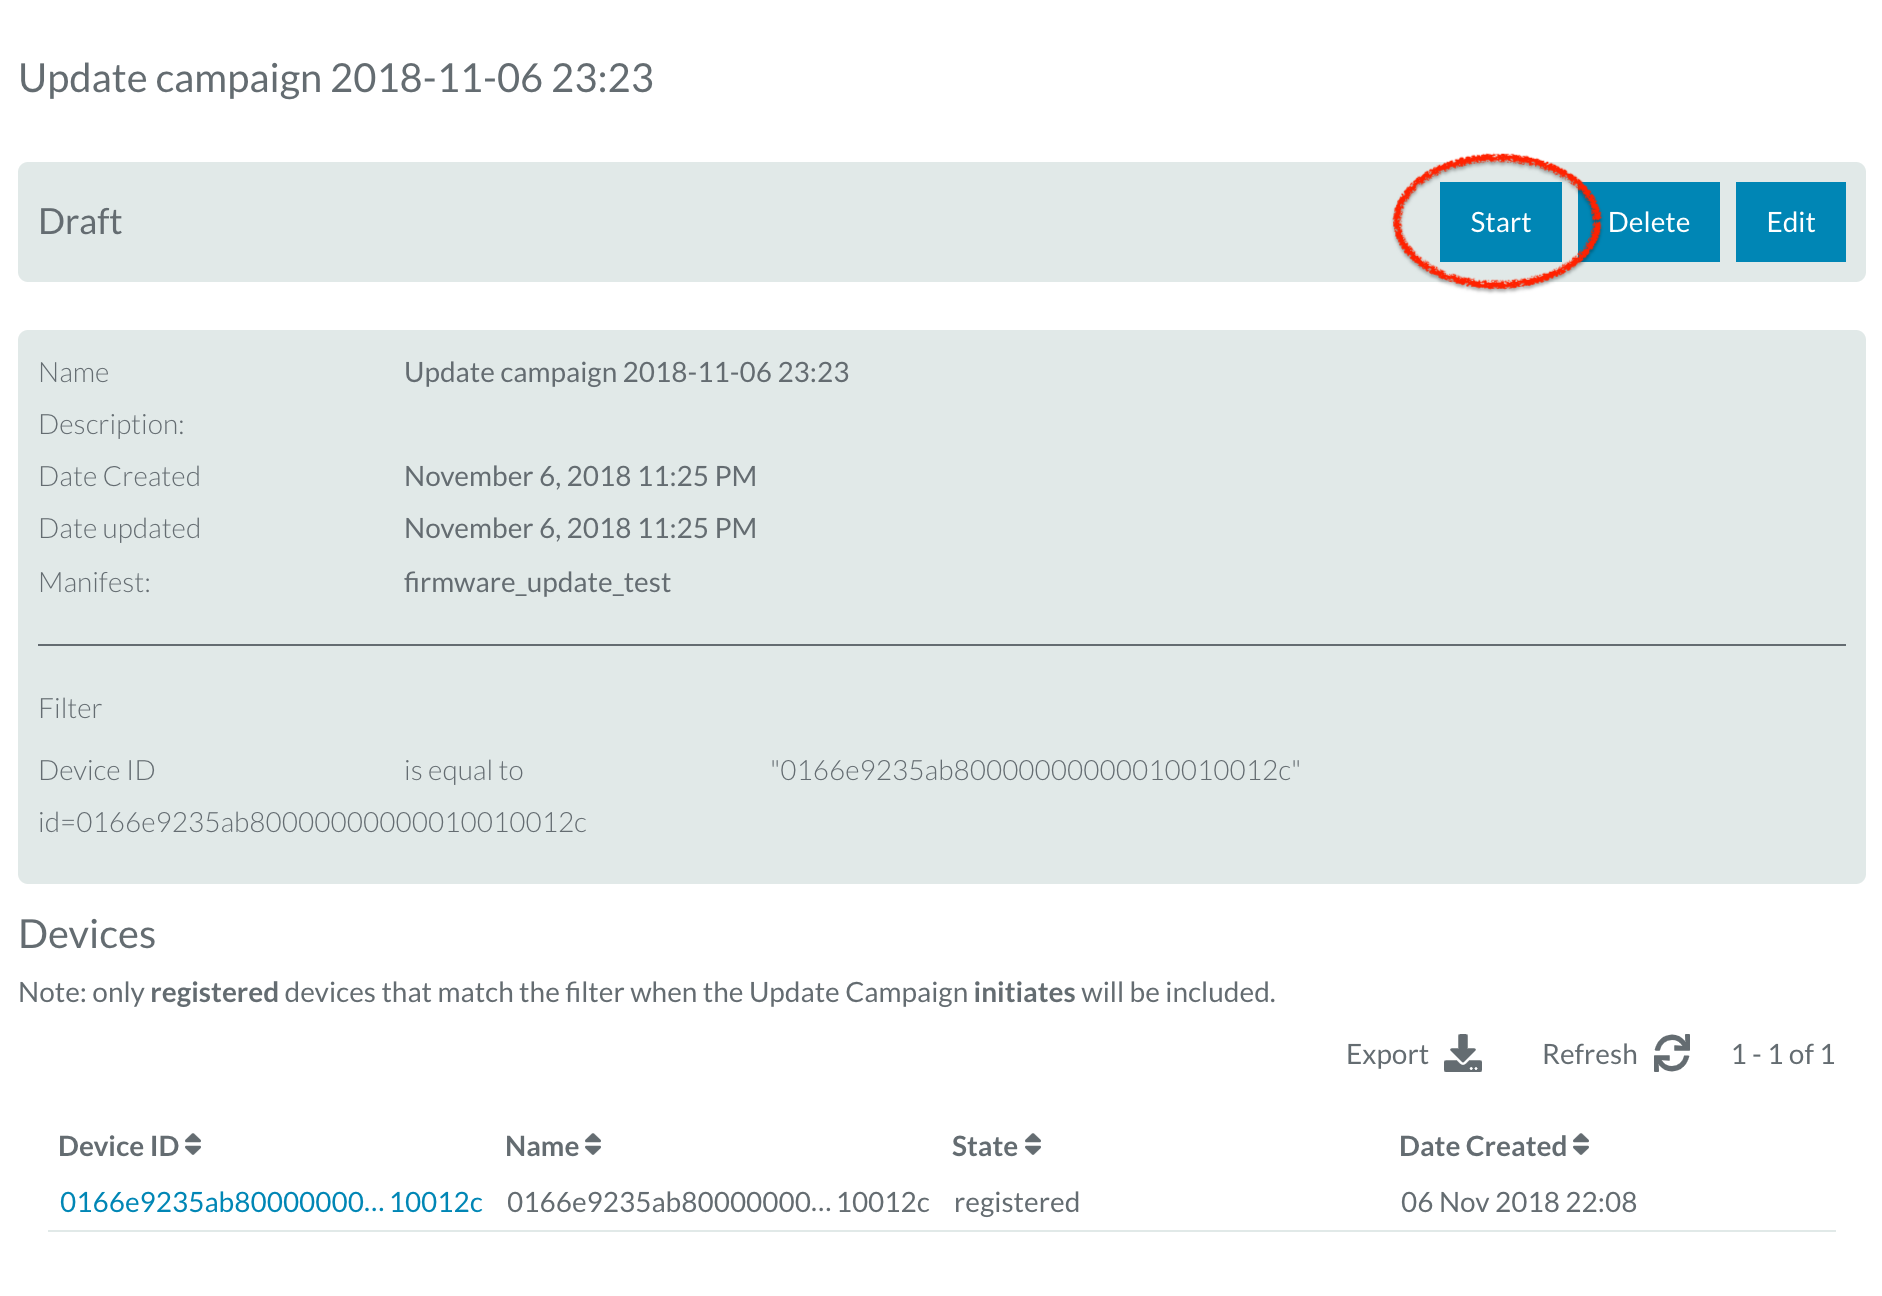 Update campaign 2018-11-06 23:23
Draft Start Delete Edit
Name Update campaign 2018-11-06 23:23
Description:
Date Created November 6, 2018 11:25 PM
Date updated November 6, 2018 11:25 PM
Manifest: firmware_update_test
Filter
Device ID is equal to "0166e9235ab80000000000010010012c"
id=0166e9235ab80000000000010010012c
Devices
Note: only registered devices that match the filter when the Update Campaign initiates will be included.
Export Refresh 1 - 1 of 1
Device ID Name State Date Created
0166e9235ab80000000... 10012c 0166e9235ab80000000... 10012c registered 06 Nov 2018 22:08